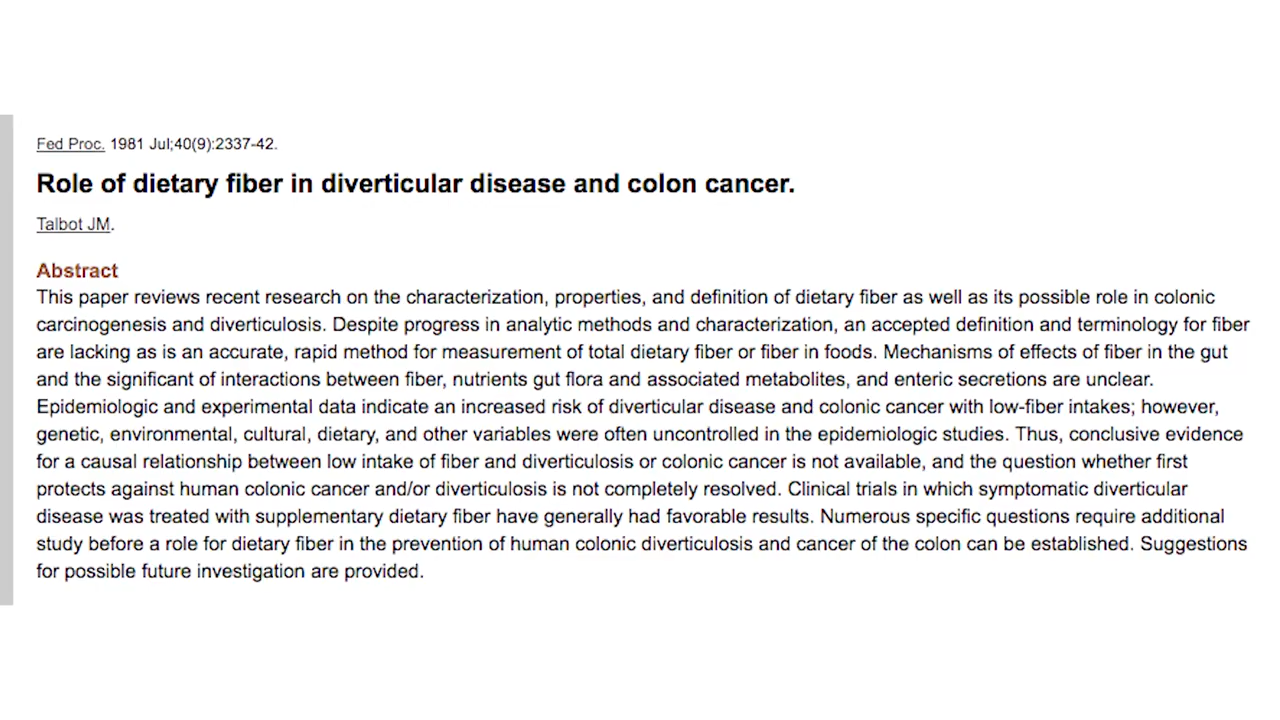 Fed Proc. 1981 Jul;40(9):2337-42.
Role of dietary fiber in diverticular disease and colon cancer.
Talbot JM.
Abstract
This paper reviews recent research on the characterization, properties, and definition of dietary fiber as well as its possible role in colonic
carcinogenesis and diverticulosis. Despite progress in analytic methods and characterization, an accepted definition and terminology for fiber
are lacking as is an accurate, rapid method for measurement of total dietary fiber or fiber in foods. Mechanisms of effects of fiber in the gut
and the significant of interactions between fiber, nutrients gut flora and associated metabolites, and enteric secretions are unclear.
Epidemiologic and experimental data indicate an increased risk of diverticular disease and colonic cancer with low-fiber intakes; however,
genetic, environmental, cultural, dietary, and other variables were often uncontrolled in the epidemiologic studies. Thus, conclusive evidence
for a causal relationship between low intake of fiber and diverticulosis or colonic cancer is not available, and the question whether first
protects against human colonic cancer and/or diverticulosis is not completely resolved. Clinical trials in which symptomatic diverticular
disease was treated with supplementary dietary fiber have generally had favorable results. Numerous specific questions require additional
study before a role for dietary fiber in the prevention of human colonic diverticulosis and cancer of the colon can be established. Suggestions
for possible future investigation are provided.